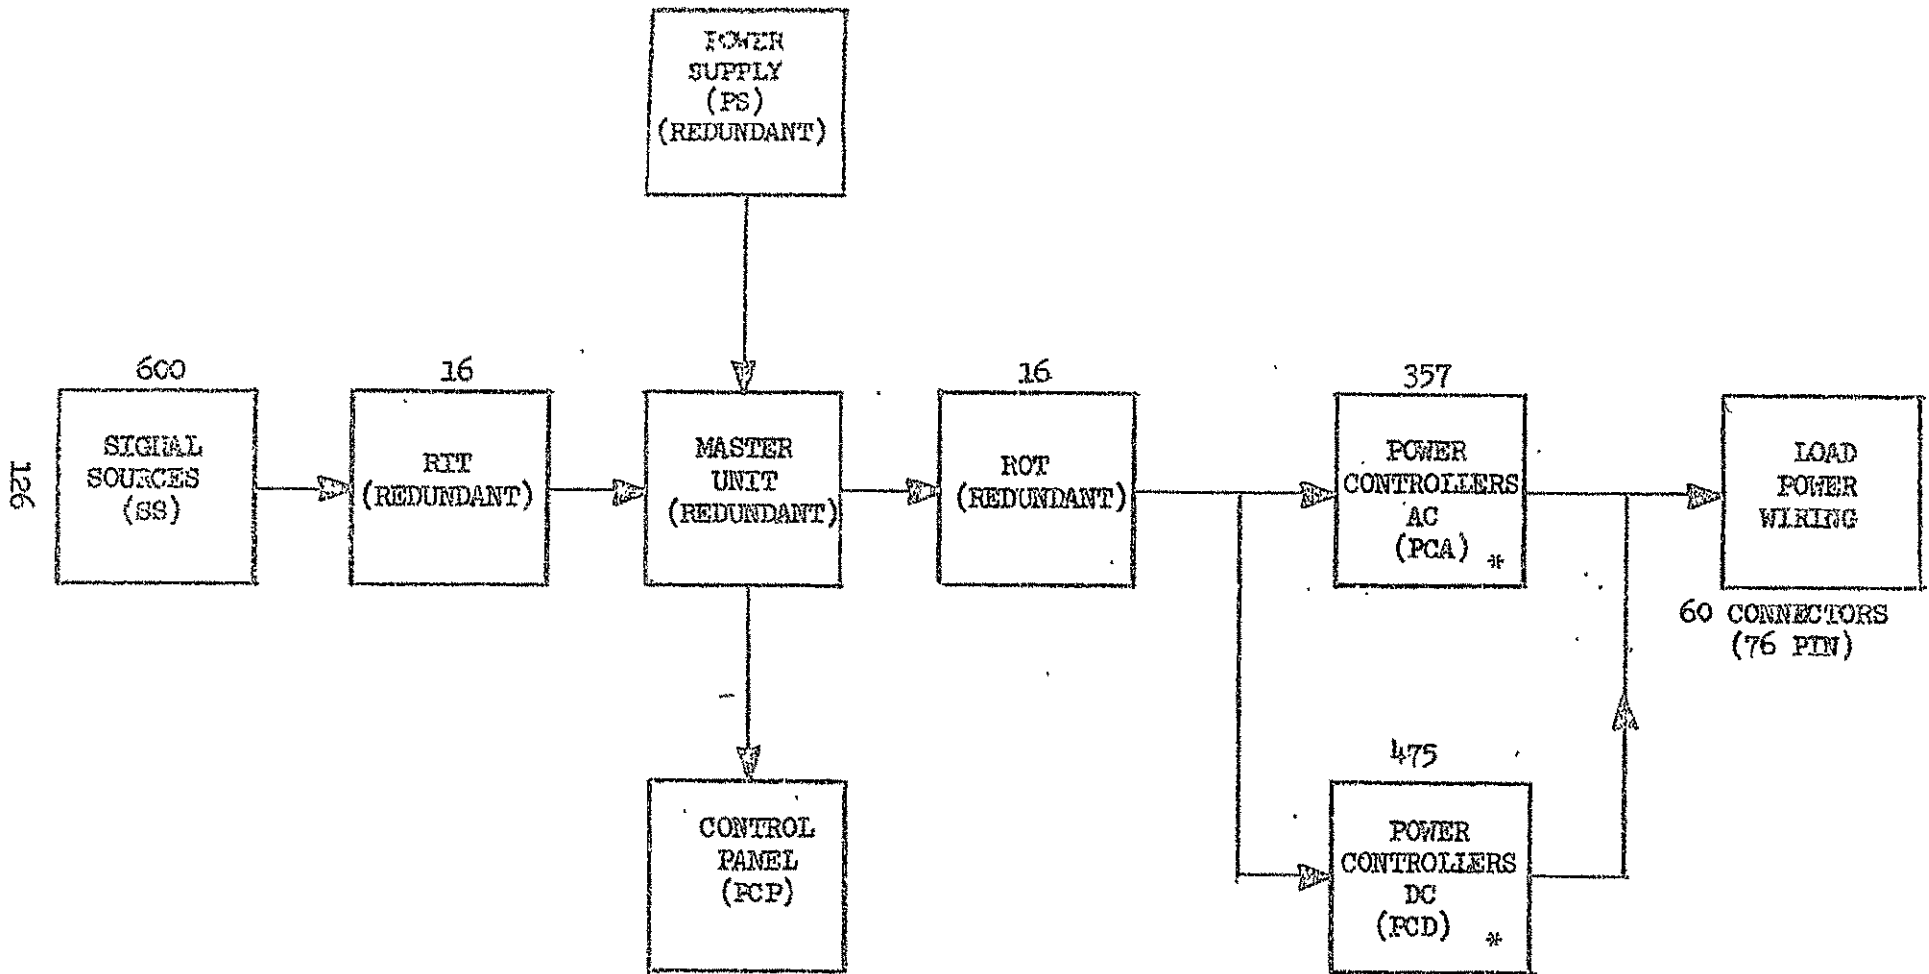 POWER
SUPPLY
(PS)
(REDUNDANT)
600
SIGNAL
SOURCES
(SS)
16
RIT
(REDUNDANT)
MASTER
UNIT
(REDUNDANT)
16
ROT
(REDUNDANT)
357
POWER
CONTROLLERS
AC
(PCA) *
LOAD
POWER
WIRING
60 CONNECTORS
(76 PIN)
CONTROL
PANEL
(PCP)
475
POWER
CONTROLLERS
DC
(PCD) *
126